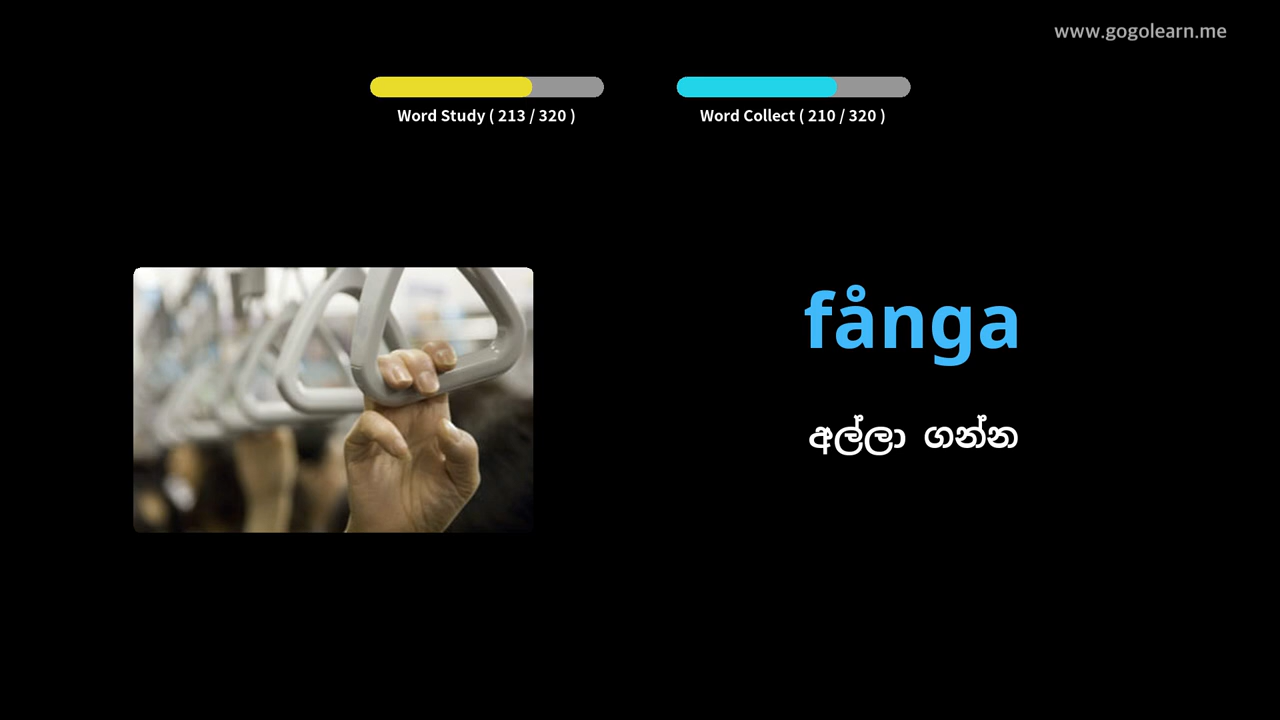 www.gogolearn.me
Word Study ( 213 / 320 )
Word Collect ( 210 / 320 )
fånga
අල්ලා ගන්න